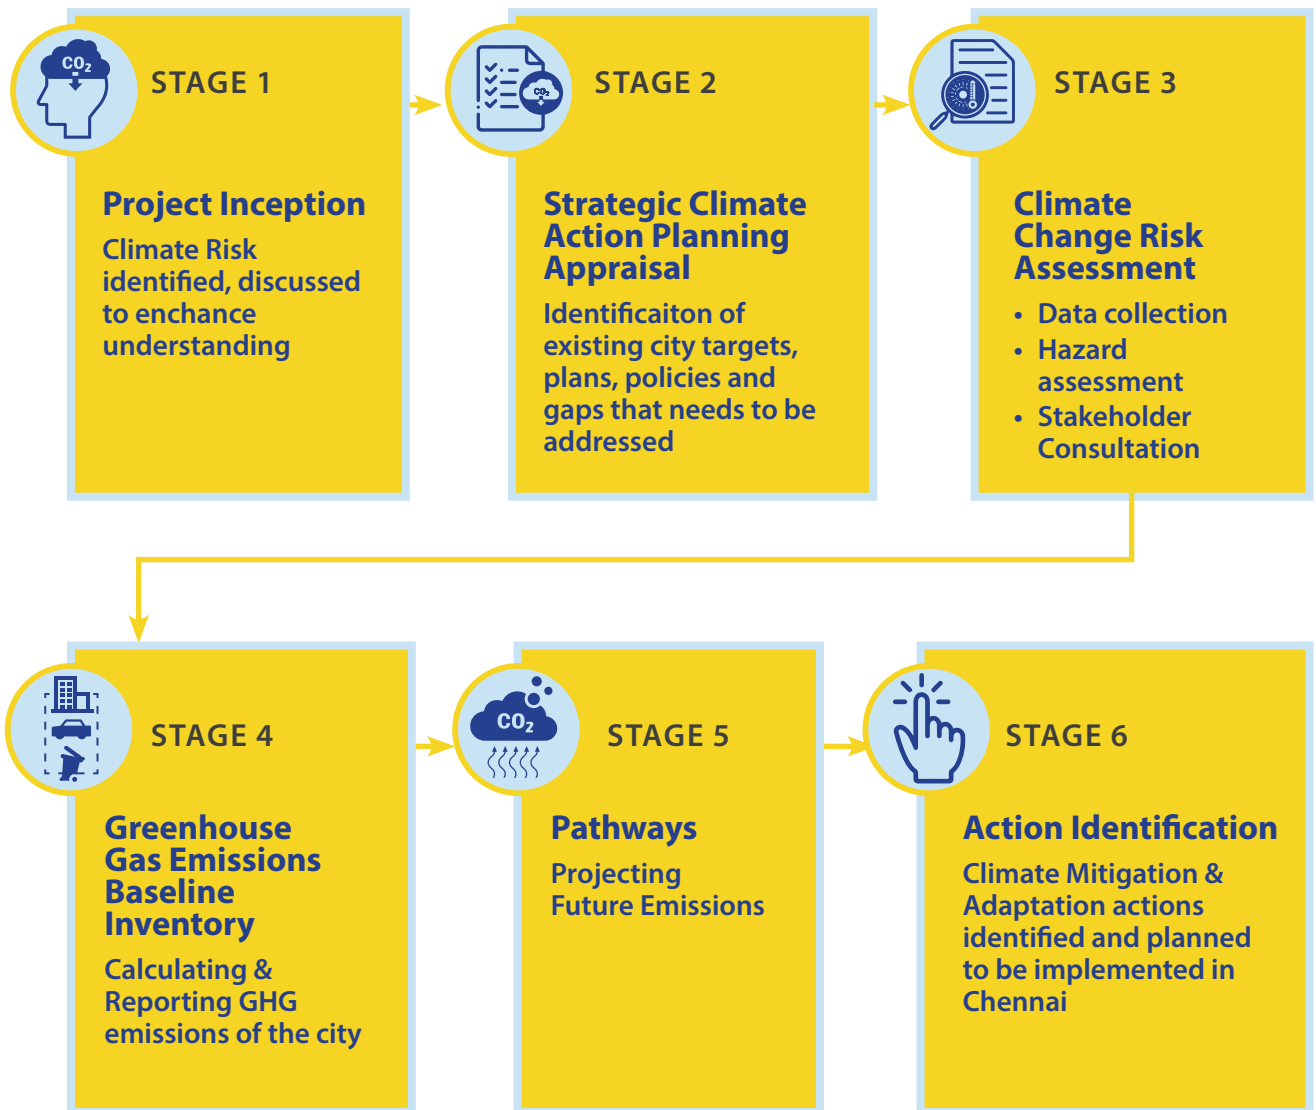 CO₂
STAGE 1
Project Inception
Climate Risk
identified, discussed
to enchance
understanding
CO₂
STAGE 2
Strategic Climate
Action Planning
Appraisal
Identificaiton of
existing city targets,
plans, policies and
gaps that needs to be
addressed
STAGE 3
Climate
Change Risk
Assessment
• Data collection
• Hazard
assessment
• Stakeholder
Consultation
STAGE 4
Greenhouse
Gas Emissions
Baseline
Inventory
Calculating &
Reporting GHG
emissions of the city
CO₂
STAGE 5
Pathways
Projecting
Future Emissions
STAGE 6
Action Identification
Climate Mitigation &
Adaptation actions
identified and planned
to be implemented in
Chennai